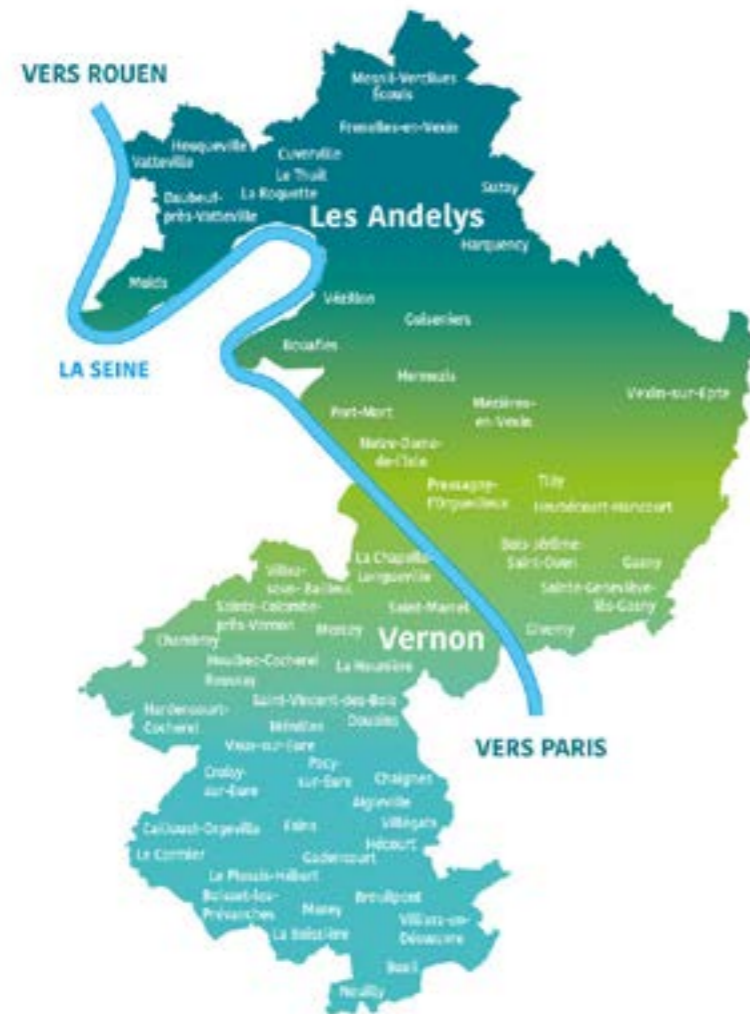 VERS ROUEN
Mesnil-Verclives
Écouis
Fresnelles-en-Vexin
Heuqueville
Vatteville
Cuverville
Le Thuit
La Roquette
Suzay
Daubeuf-
près-Vatteville
Les Andelys
Harquency
Muids
Vézillon
Guiseniers
Bouafles
LA SEINE
Hennezis
Vexin-sur-Epte
Mézières-
en-Vexin
Port-Mort
Notre-Dame-
de-l'Isle
Pressagny-
l'Orgueilleux
Tilly
Heubécourt-Haricourt
Bois-Jérôme-
Saint-Ouen
La Chapelle-
Longueville
Gasny
Villez-
sous-Bailleul
Sainte-Geneviève-
lès-Gasny
Sainte-Colombe-
près-Vernon
Saint-Marcel
Giverny
Mercey
Vernon
Chambray
Houlbec-Cocherel
Rouvray
La Heunière
Saint-Vincent-des-Bois
Hardencourt-
Cocherel
Douains
Ménilles
VERS PARIS
Vaux-sur-Eure
Pacy-
sur-Eure
Croisy-
sur-Eure
Chaignes
Aigleville
Villegats
Caillouet-Orgeville
Fains
Hécourt
Le Cormier
Gadencourt
Le Plessis-Hébert
Boisset-les-
Prévanches
Breuilpont
Merey
Villiers-en-
Désœuvre
La Boissière
Bueil
Neuilly